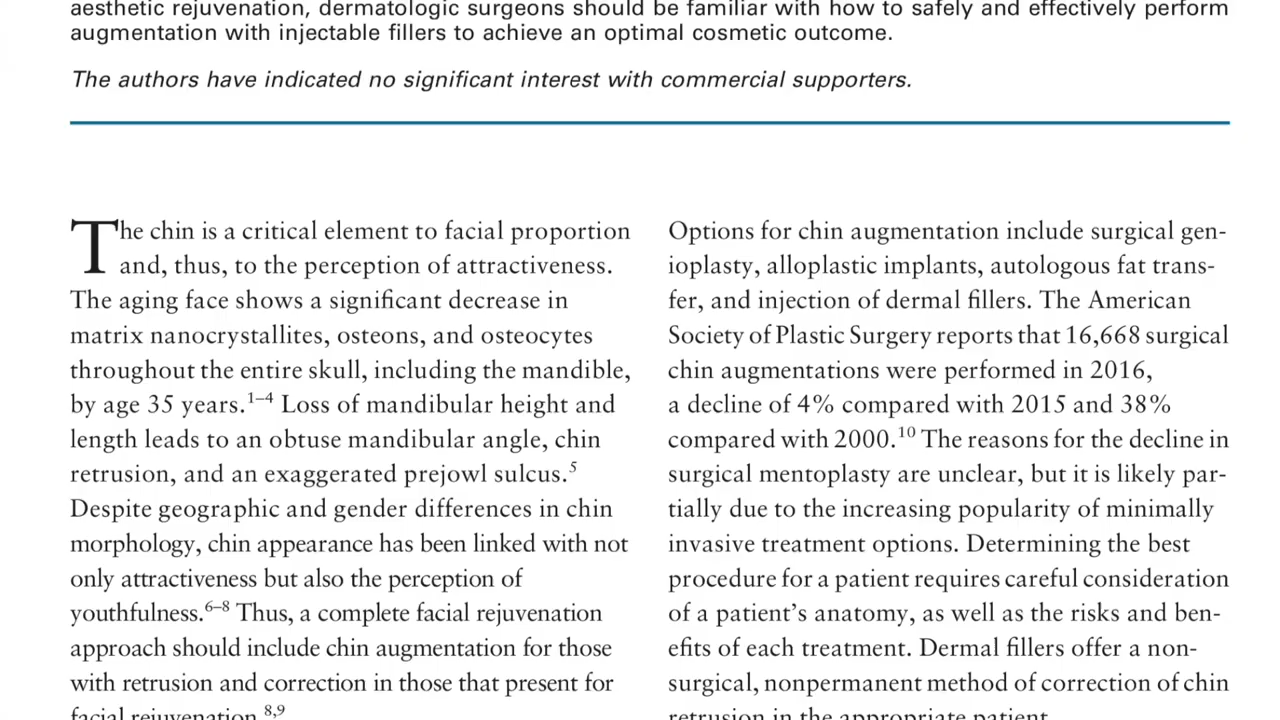 aesthetic rejuvenation, dermatologic surgeons should be familiar with how to safely and effectively perform
augmentation with injectable fillers to achieve an optimal cosmetic outcome.
The authors have indicated no significant interest with commercial supporters.
The chin is a critical element to facial proportion
and, thus, to the perception of attractiveness.
The aging face shows a significant decrease in
matrix nanocrystallites, osteons, and osteocytes
throughout the entire skull, including the mandible,
by age 35 years.1–4 Loss of mandibular height and
length leads to an obtuse mandibular angle, chin
retrusion, and an exaggerated prejowl sulcus.5
Despite geographic and gender differences in chin
morphology, chin appearance has been linked with not
only attractiveness but also the perception of
youthfulness.6–8 Thus, a complete facial rejuvenation
approach should include chin augmentation for those
with retrusion and correction in those that present for
facial rejuvenation.8,9
Options for chin augmentation include surgical gen-
ioplasty, alloplastic implants, autologous fat trans-
fer, and injection of dermal fillers. The American
Society of Plastic Surgery reports that 16,668 surgical
chin augmentations were performed in 2016,
a decline of 4% compared with 2015 and 38%
compared with 2000.10 The reasons for the decline in
surgical mentoplasty are unclear, but it is likely par-
tially due to the increasing popularity of minimally
invasive treatment options. Determining the best
procedure for a patient requires careful consideration
of a patient's anatomy, as well as the risks and ben-
efits of each treatment. Dermal fillers offer a non-
surgical, nonpermanent method of correction of chin
retrusion in the appropriate patient.